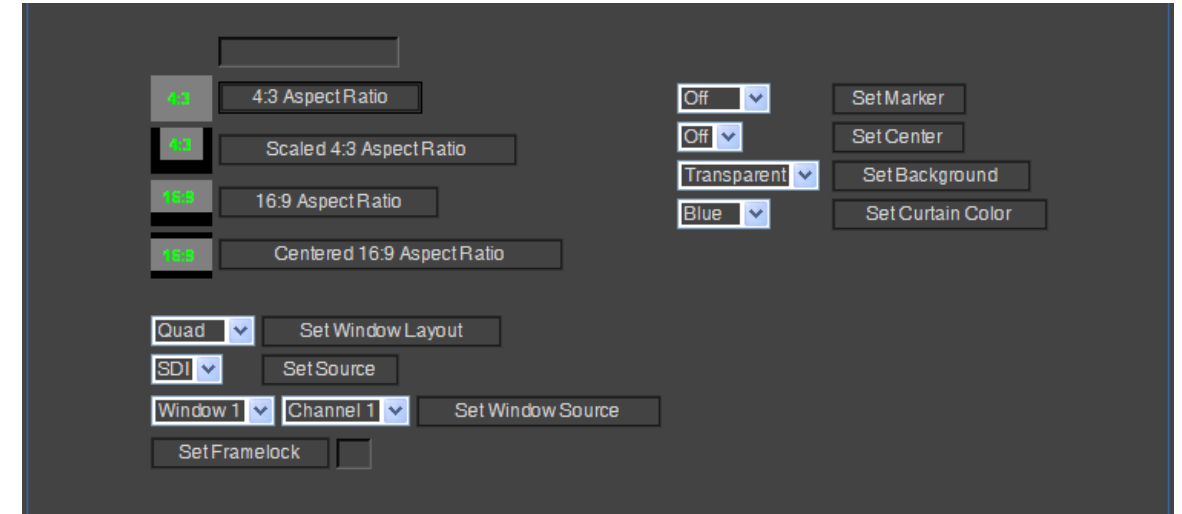 4:3 4:3 Aspect Ratio
Off Set Marker
4:3 Scaled 4:3 Aspect Ratio
Off Set Center
Transparent Set Background
16:9 16:9 Aspect Ratio
Blue Set Curtain Color
16:9 Centered 16:9 Aspect Ratio
Quad Set Window Layout
SDI Set Source
Window 1 Channel 1 Set Window Source
Set Framelock